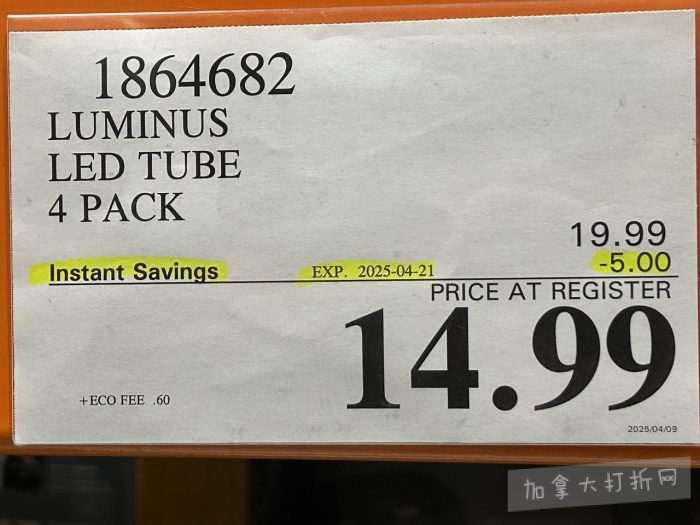 1864682
LUMINUS
LED TUBE
4 PACK
19.99
Instant Savings EXP. 2025-04-21 -5.00
PRICE AT REGISTER
14.99
+ECO FEE .60
2025/04/09
加拿大打折网